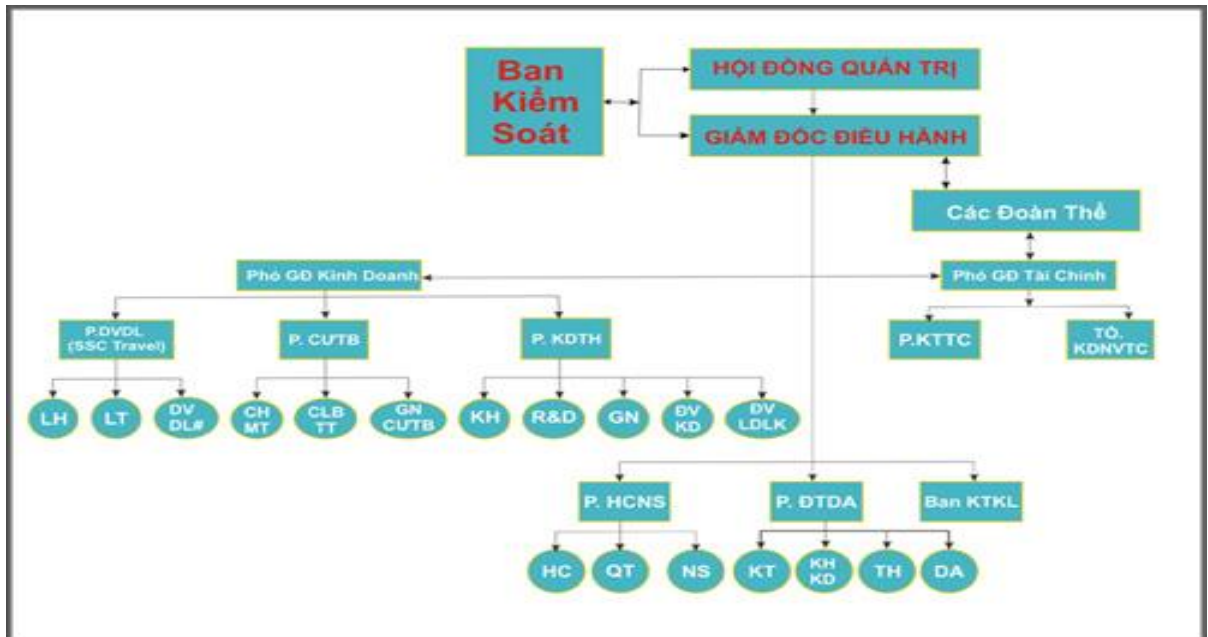 Ban
Kiểm
Soát
HỘI ĐỒNG QUẢN TRỊ
GIÁM ĐỐC ĐIỀU HÀNH
Các Đoàn Thể
Phó GĐ Kinh Doanh
Phó GĐ Tài Chính
P.DVDL
(SSC Travel)
P. CƯTB
P. KDTH
P.KTTC
TỔ.
KDNVTC
LH
LT
DV
DL#
CH
MT
CLB
TT
GN
CƯTB
KH
R&D
GN
ĐV
KD
ĐV
LDLK
P. HCNS
P. ĐTDA
Ban KTKL
HC
QT
NS
KT
KH
KD
TH
DA